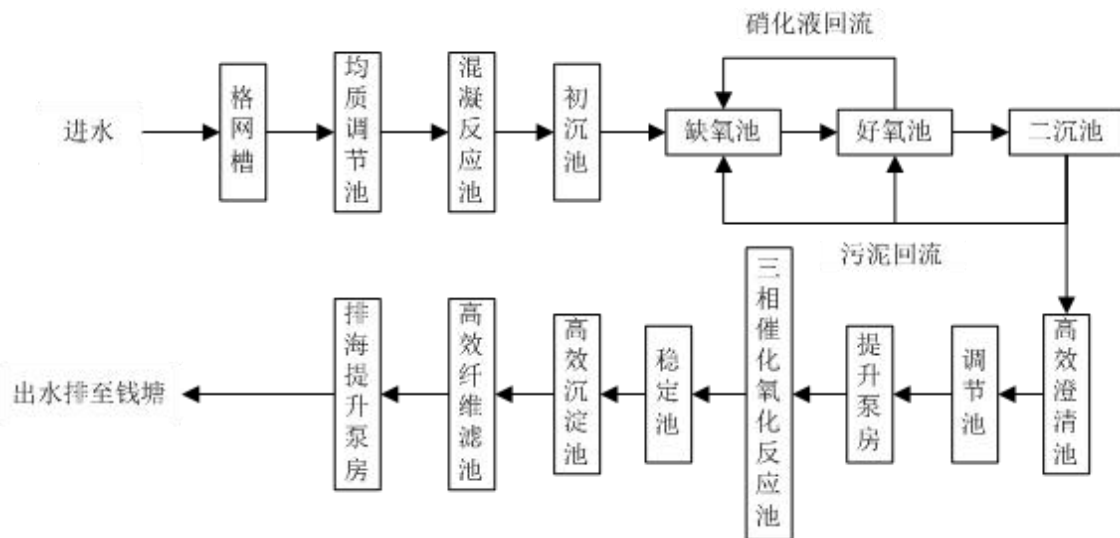 硝化液回流
进水
格网槽
均质调节池
混凝反应池
初沉池
缺氧池
好氧池
二沉池
污泥回流
出水排至钱塘
排海提升泵房
高效纤维滤池
高效沉淀池
稳定池
三相催化氧化反应池
提升泵房
调节池
高效澄清池